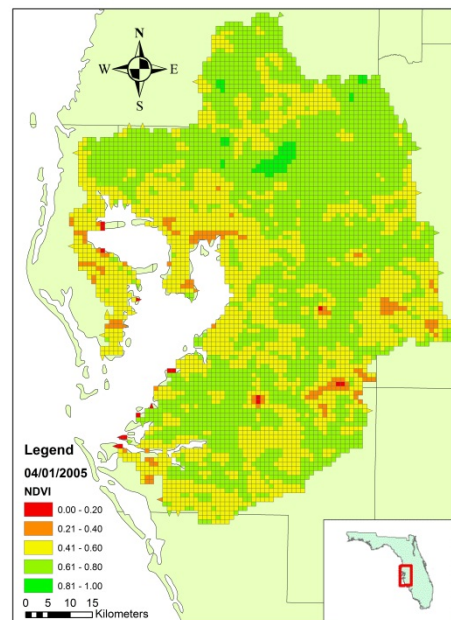 N
W E
S
Legend
04/01/2005
NDVI
0.00 - 0.20
0.21 - 0.40
0.41 - 0.60
0.61 - 0.80
0.81 - 1.00
0 5 10 15
Kilometers